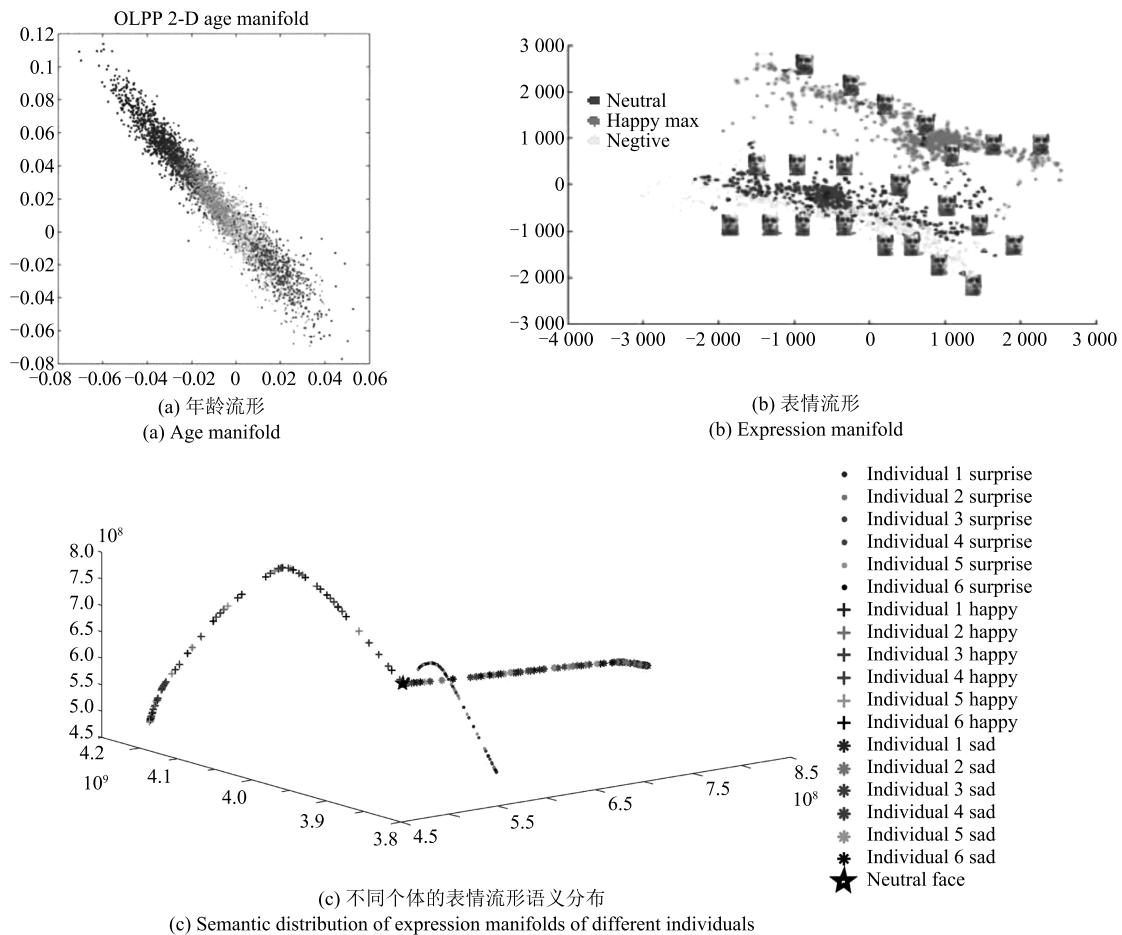 OLPP 2-D age manifold
0.12
0.1
0.08
0.06
0.04
0.02
0
−0.02
−0.04
−0.06
−0.08
−0.08 −0.06 −0.04 −0.02 0 0.02 0.04 0.06
(a) 年龄流形
(a) Age manifold
3 000
2 000
1 000
0
−1 000
−2 000
−3 000
−4 000 −3 000 −2 000 −1 000 0 1 000 2 000 3 000
Neutral
Happy max
Negtive
(b) 表情流形
(b) Expression manifold
10⁸
8.0
7.5
7.0
6.5
6.0
5.5
5.0
4.5
4.2
4.1
4.0
3.9
3.8
10⁹
4.5
5.5
6.5
7.5
8.5
10⁸
Individual 1 surprise
Individual 2 surprise
Individual 3 surprise
Individual 4 surprise
Individual 5 surprise
Individual 6 surprise
Individual 1 happy
Individual 2 happy
Individual 3 happy
Individual 4 happy
Individual 5 happy
Individual 6 happy
Individual 1 sad
Individual 2 sad
Individual 3 sad
Individual 4 sad
Individual 5 sad
Individual 6 sad
Neutral face
(c) 不同个体的表情流形语义分布
(c) Semantic distribution of expression manifolds of different individuals